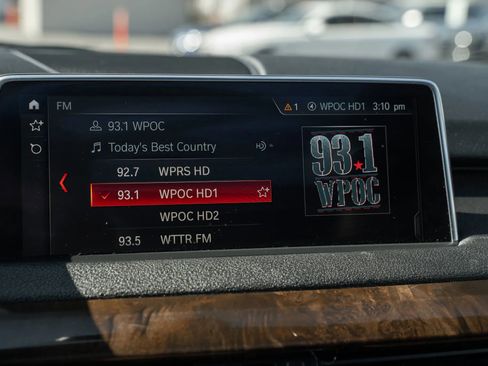 FM
1 WPOC HD1 3:10 pm
93.1 WPOC
Today's Best Country
92.7 WPRS HD
93.1 WPOC HD1
WPOC HD2
93.5 WTTR.FM
93.1
WPOC